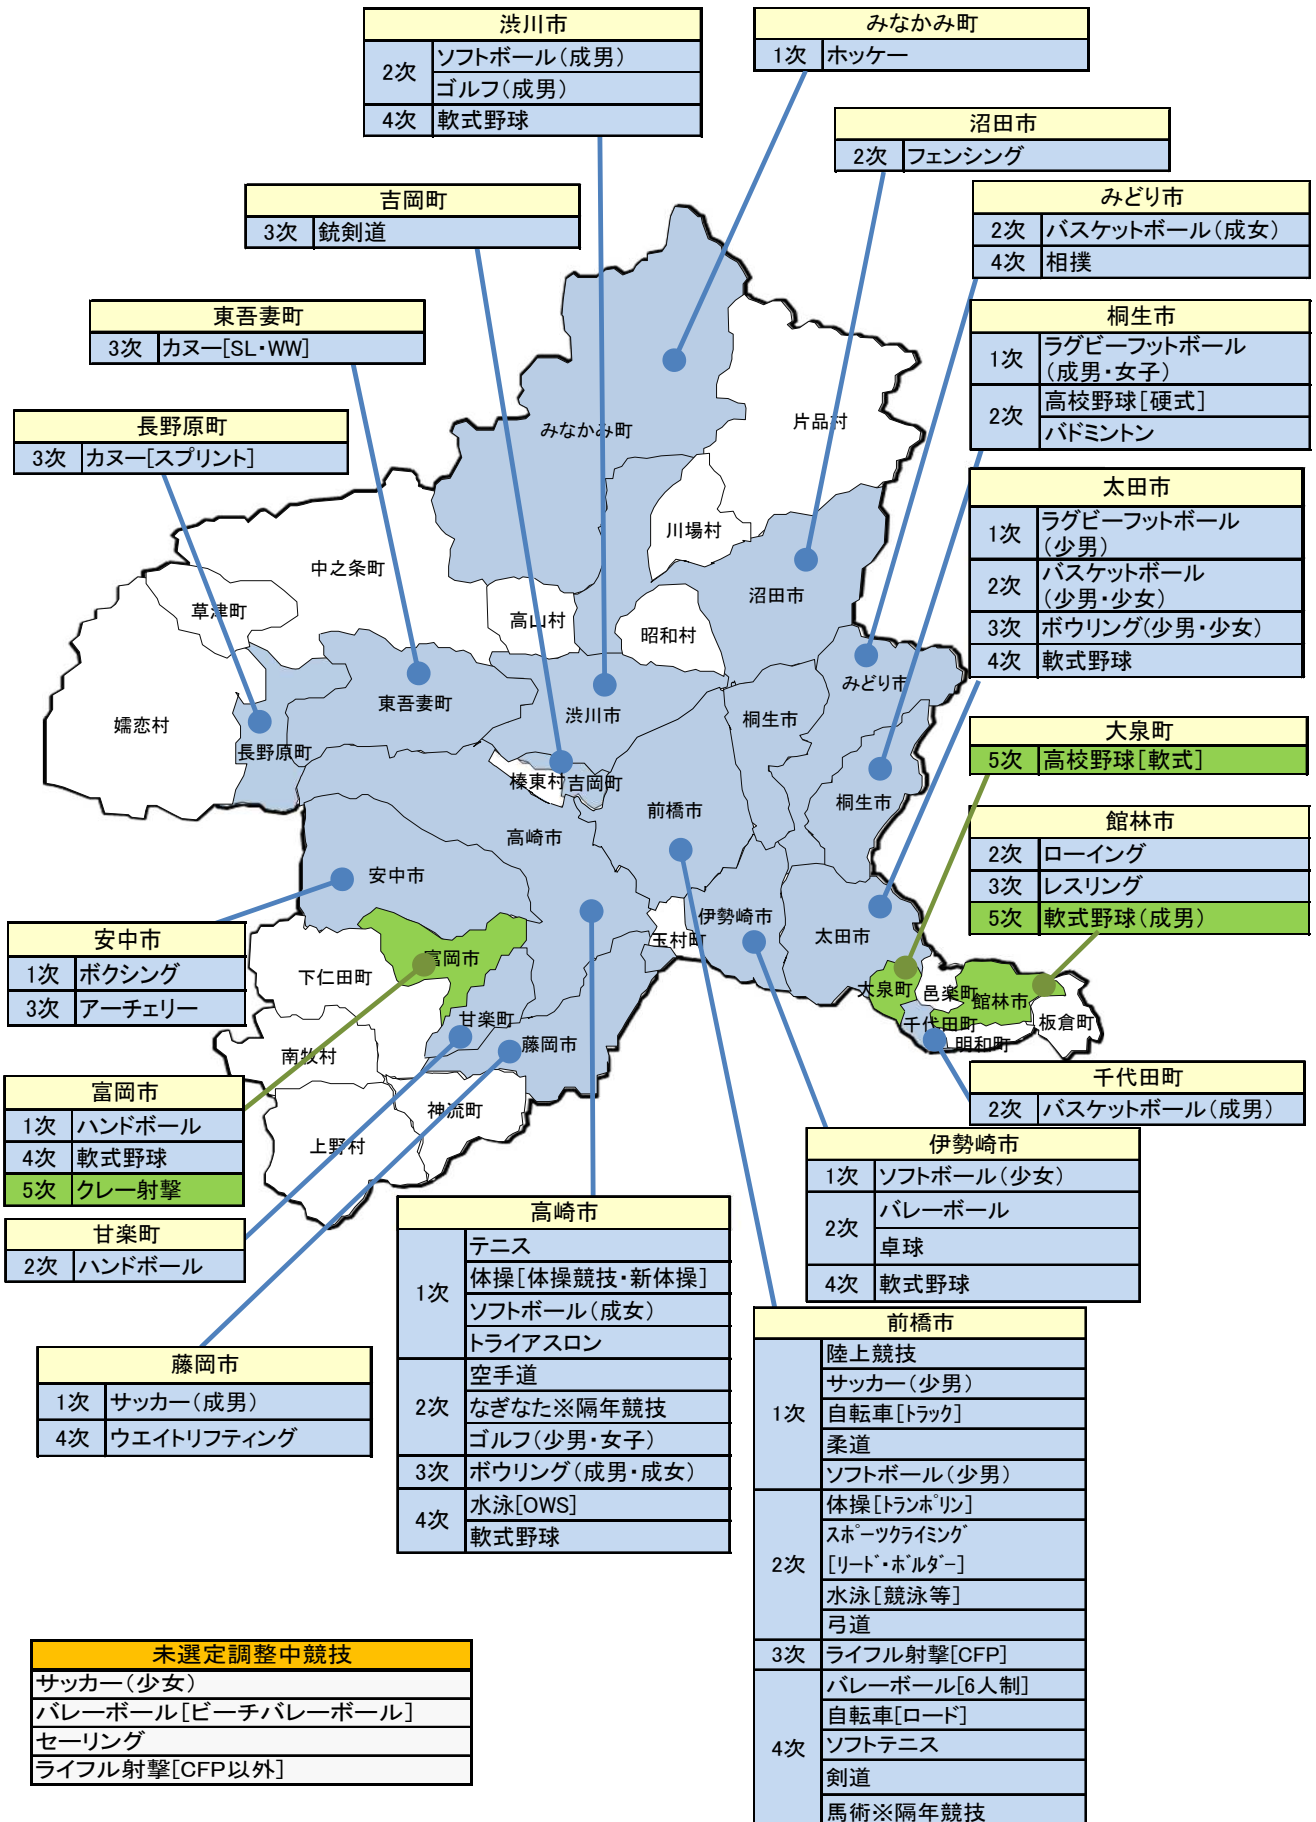 渋川市
2次
ソフトボール（成男）
ゴルフ（成男）
4次
軟式野球
みなかみ町
1次
ホッケー
沼田市
2次
フェンシング
吉岡町
3次
銃剣道
みどり市
2次
バスケットボール（成女）
4次
相撲
東吾妻町
3次
カヌー[SL・WW]
桐生市
1次
ラグビーフットボール
（成男・女子）
2次
高校野球[硬式]
バドミントン
長野原町
3次
カヌー[スプリント]
太田市
1次
ラグビーフットボール
（少男）
2次
バスケットボール
（少男・少女）
3次
ボウリング（少男・少女）
4次
軟式野球
大泉町
5次
高校野球[軟式]
館林市
2次
ローイング
3次
レスリング
5次
軟式野球（成男）
みなかみ町
片品村
川場村
中之条町
草津町
高山村
昭和村
沼田市
みどり市
東吾妻町
渋川市
桐生市
嬬恋村
長野原町
榛東村
吉岡町
前橋市
桐生市
高崎市
安中市
伊勢崎市
太田市
玉村町
富岡市
下仁田町
大泉町
邑楽町
館林市
千代田町
板倉町
明和町
甘楽町
藤岡市
南牧村
神流町
上野村
安中市
1次
ボクシング
3次
アーチェリー
富岡市
1次
ハンドボール
4次
軟式野球
5次
クレー射撃
甘楽町
2次
ハンドボール
千代田町
2次
バスケットボール（成男）
伊勢崎市
1次
ソフトボール（少女）
2次
バレーボール
卓球
4次
軟式野球
高崎市
1次
テニス
体操[体操競技・新体操]
ソフトボール（成女）
トライアスロン
2次
空手道
なぎなた※隔年競技
ゴルフ（少男・女子）
3次
ボウリング（成男・成女）
4次
水泳[OWS]
軟式野球
藤岡市
1次
サッカー（成男）
4次
ウエイトリフティング
前橋市
1次
陸上競技
サッカー（少男）
自転車[トラック]
柔道
ソフトボール（少男）
2次
体操[トランポリン]
スポーツクライミング
[リード・ボルダー]
水泳[競泳等]
弓道
3次
ライフル射撃[CFP]
4次
バレーボール[6人制]
自転車[ロード]
ソフトテニス
剣道
馬術※隔年競技
未選定調整中競技
サッカー（少女）
バレーボール[ビーチバレーボール]
セーリング
ライフル射撃[CFP以外]